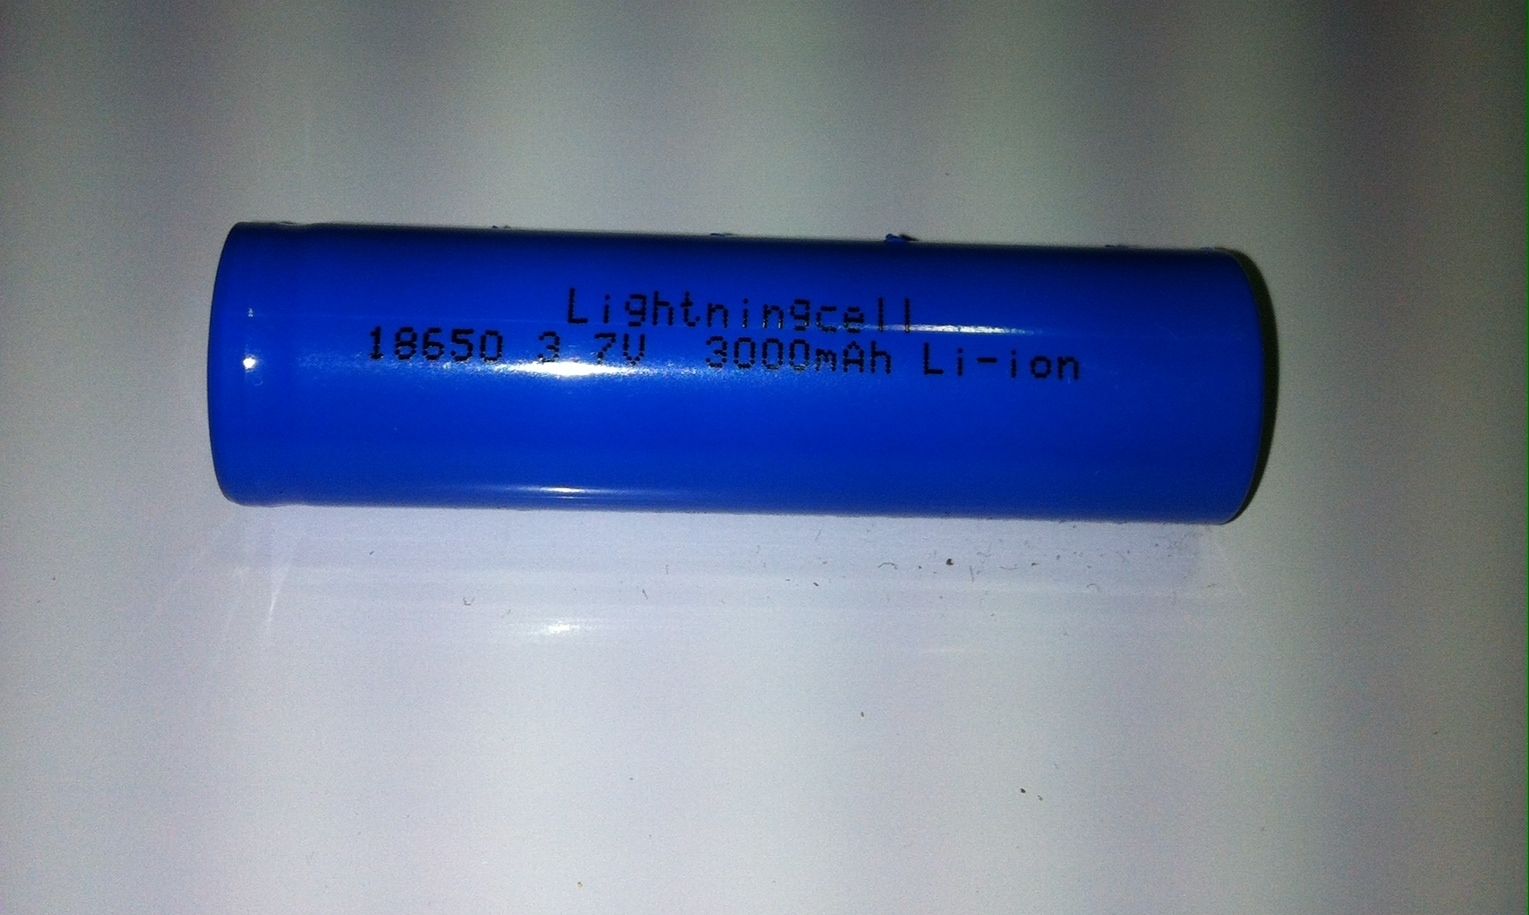 Lightningcell
18650 3.7V 3000mAh Li-ion